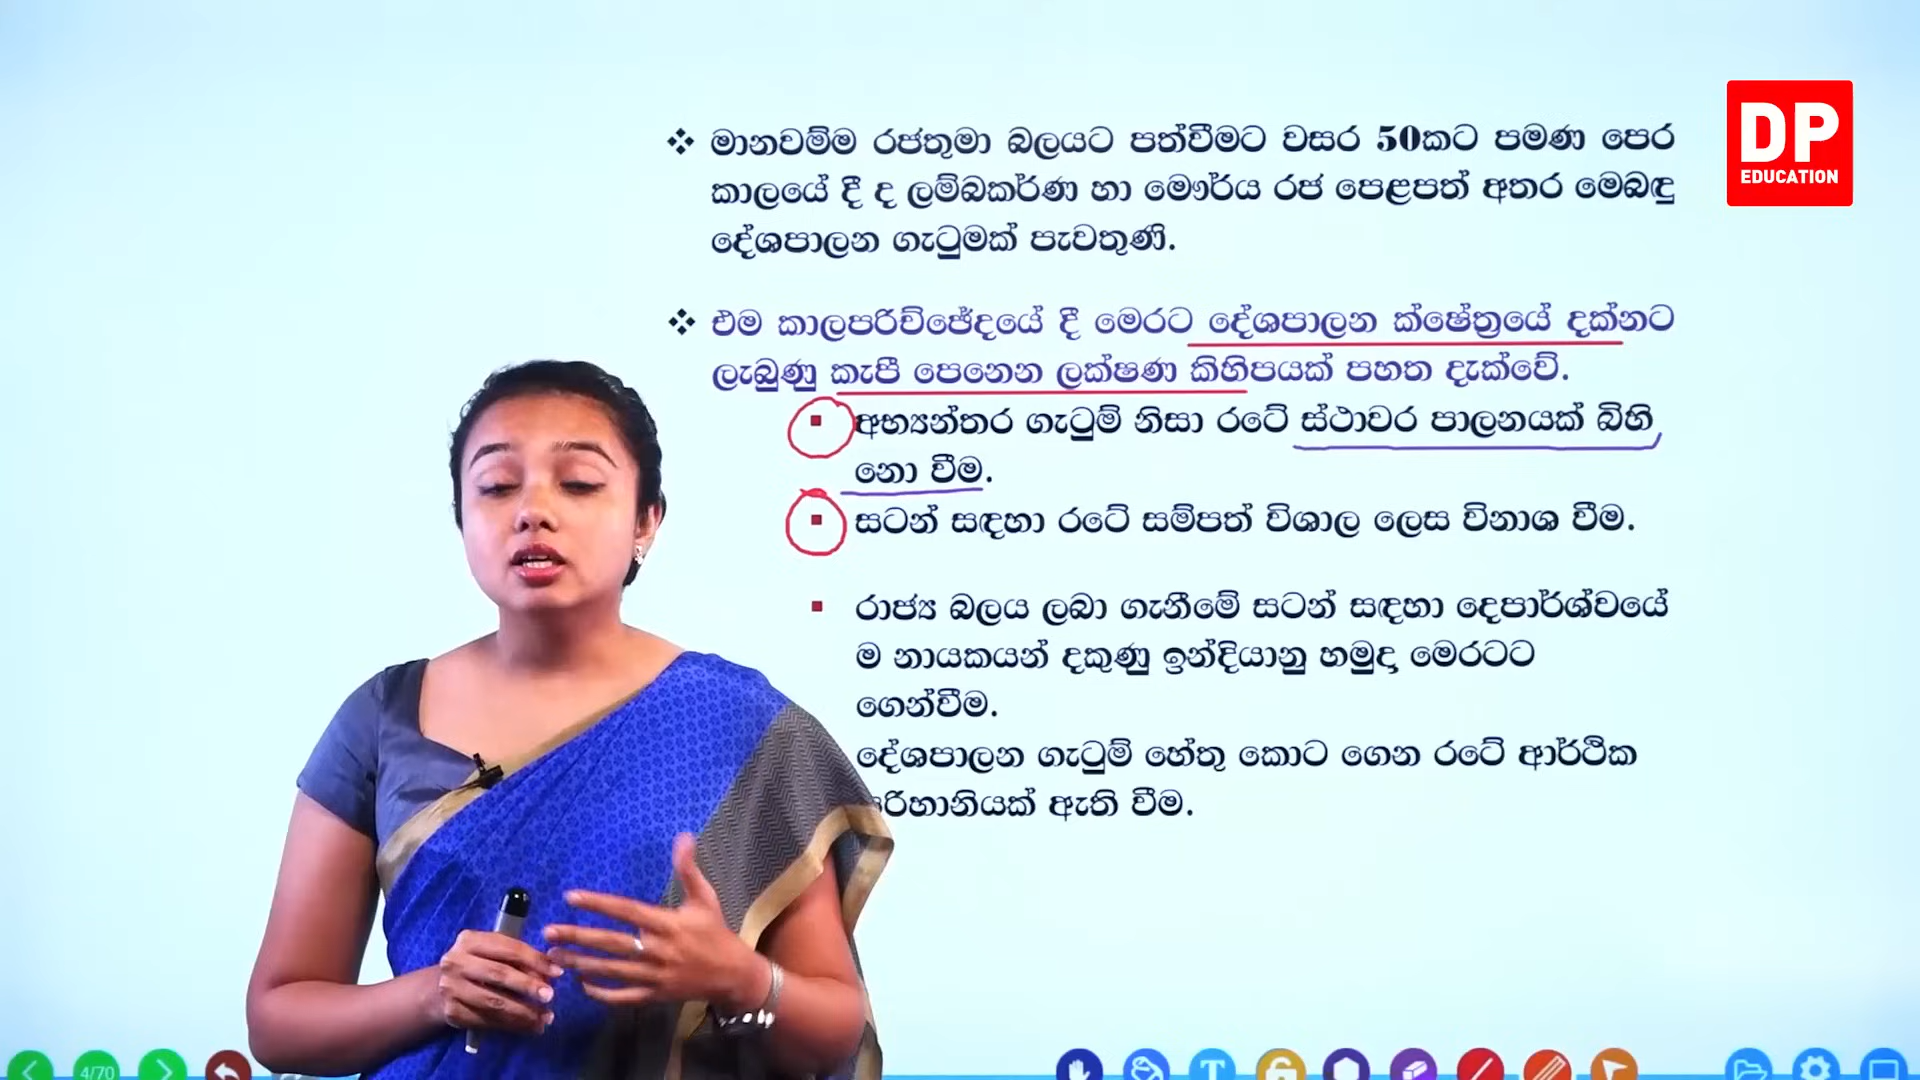 DP
EDUCATION
❖ මානවම්ම රජතුමා බලයට පත්වීමට වසර 50කට පමණ පෙර
කාලයේ දී ද ලම්බකර්ණ හා මෞර්ය රජ පෙළපත් අතර මෙබඳු
දේශපාලන ගැටුමක් පැවතුණි.
❖ එම කාලපරිච්ඡේදයේ දී මෙරට දේශපාලන ක්ෂේත්‍රයේ දක්නට
ලැබුණු කැපී පෙනෙන ලක්ෂණ කිහිපයක් පහත දැක්වේ.
▪ අභ්‍යන්තර ගැටුම් නිසා රටේ ස්ථාවර පාලනයක් බිහි
නො වීම.
▪ සටන් සඳහා රටේ සම්පත් විශාල ලෙස විනාශ වීම.
▪ රාජ්‍ය බලය ලබා ගැනීමේ සටන් සඳහා දෙපාර්ශ්වයේ
ම නායකයන් දකුණු ඉන්දියානු හමුදා මෙරටට
ගෙන්වීම.
දේශපාලන ගැටුම් හේතු කොට ගෙන රටේ ආර්ථික
පරිහානියක් ඇති වීම.
4/70